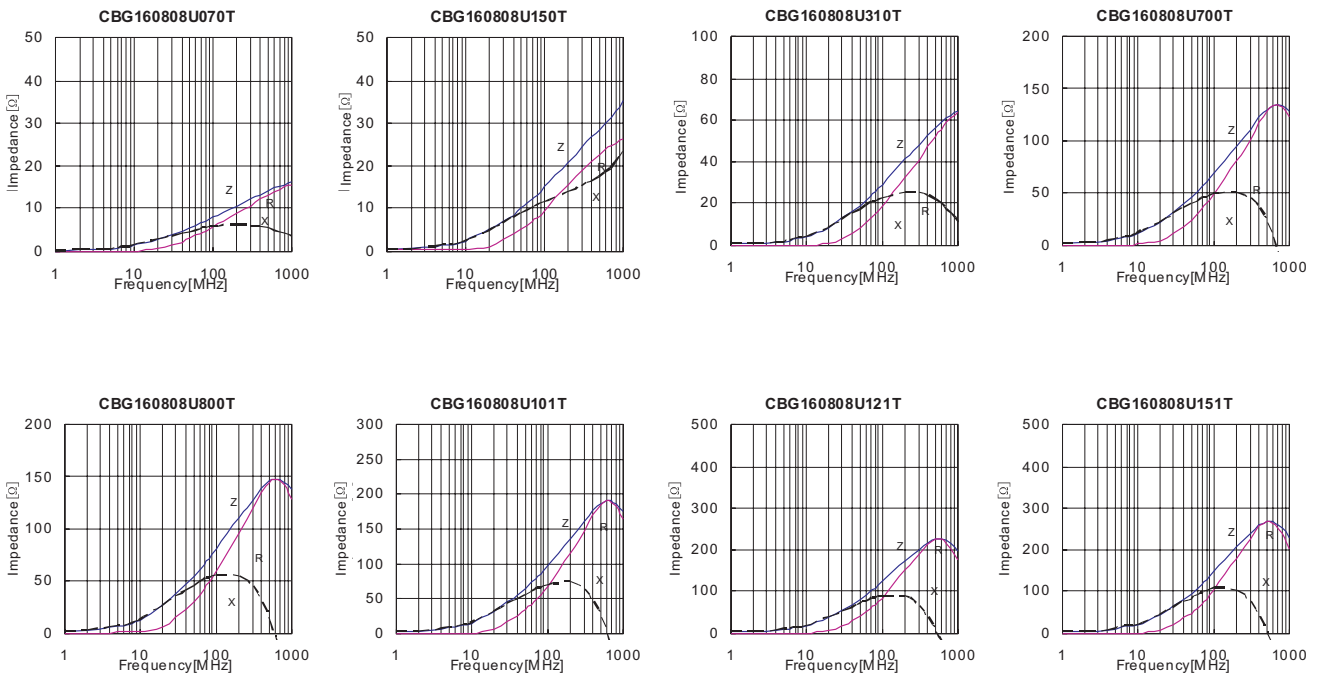 CBG160808U070T
50
40
30
20
10
0
Impedance[Ω]
Z
R
X
1 10 100 1000
Frequency[MHz]
CBG160808U150T
50
40
30
20
10
0
Impedance[Ω]
Z
R
X
1 10 100 1000
Frequency[MHz]
CBG160808U310T
100
80
60
40
20
0
Impedance[Ω]
Z
R
X
1 10 100 1000
Frequency[MHz]
CBG160808U700T
200
150
100
50
0
Impedance[Ω]
Z
R
X
1 10 100 1000
Frequency[MHz]
CBG160808U800T
200
150
100
50
0
Impedance[Ω]
Z
R
X
1 10 100 1000
Frequency[MHz]
CBG160808U101T
300
250
200
150
100
50
0
Impedance[Ω]
Z
R
X
1 10 100 1000
Frequency[MHz]
CBG160808U121T
500
400
300
200
100
0
Impedance[Ω]
Z
R
X
1 10 100 1000
Frequency[MHz]
CBG160808U151T
500
400
300
200
100
0
Impedance[Ω]
Z
R
X
1 10 100 1000
Frequency[MHz]